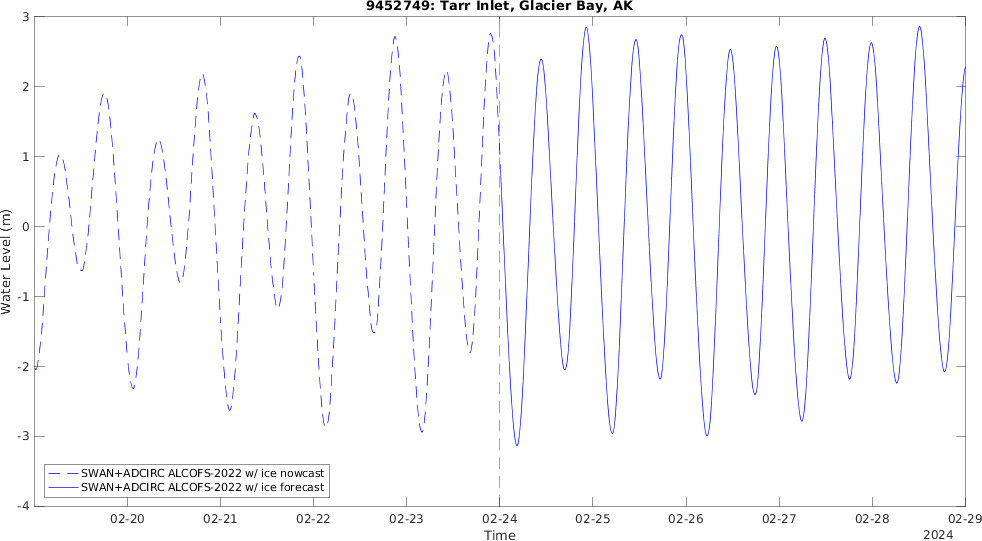 9452749: Tarr Inlet, Glacier Bay, AK
3
2
1
0
-1
-2
-3
-4
Water Level (m)
SWAN+ADCIRC ALCOFS-2022 w/ ice nowcast
SWAN+ADCIRC ALCOFS-2022 w/ ice forecast
02-20 02-21 02-22 02-23 02-24 02-25 02-26 02-27 02-28 02-29
Time
2024